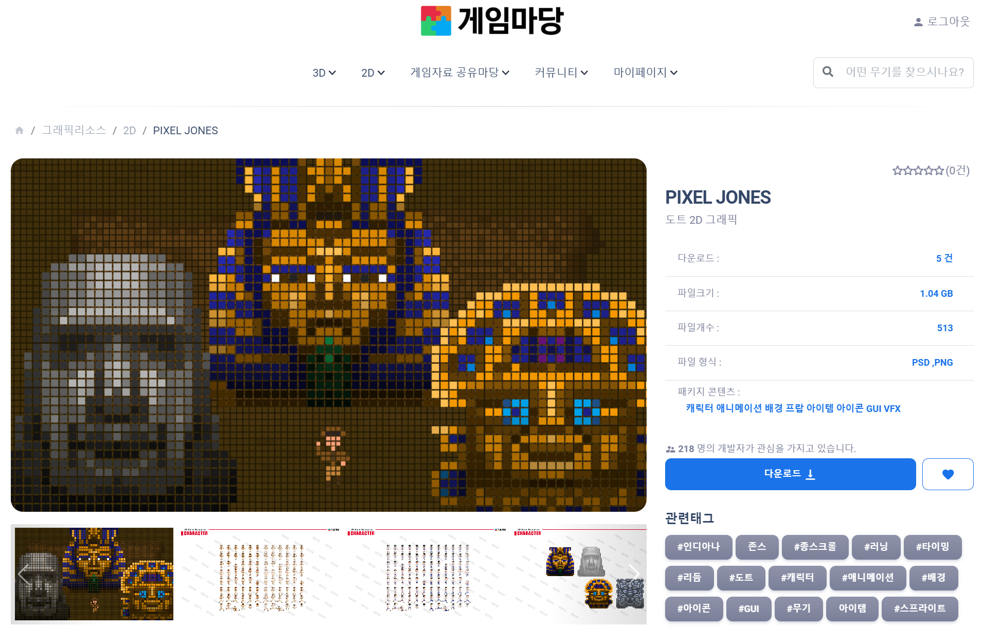 게임마당
로그아웃
3D 2D 게임자료 공유마당 커뮤니티 마이페이지
어떤 무기를 찾으시나요?
/ 그래픽리소스 / 2D / PIXEL JONES
(0건)
PIXEL JONES
도트 2D 그래픽
다운로드 : 5 건
파일크기 : 1.04 GB
파일개수 : 513
파일 형식 : PSD ,PNG
패키지 콘텐츠 :
캐릭터 애니메이션 배경 프랍 아이템 아이콘 GUI VFX
218 명의 개발자가 관심을 가지고 있습니다.
다운로드
관련태그
#인디아나 존스 #종스크롤 #러닝 #타이밍
#리듬 #도트 #캐릭터 #애니메이션 #배경
#아이콘 #GUI #무기 아이템 #스프라이트
CHARACTER
CHARACTER
CHARACTER